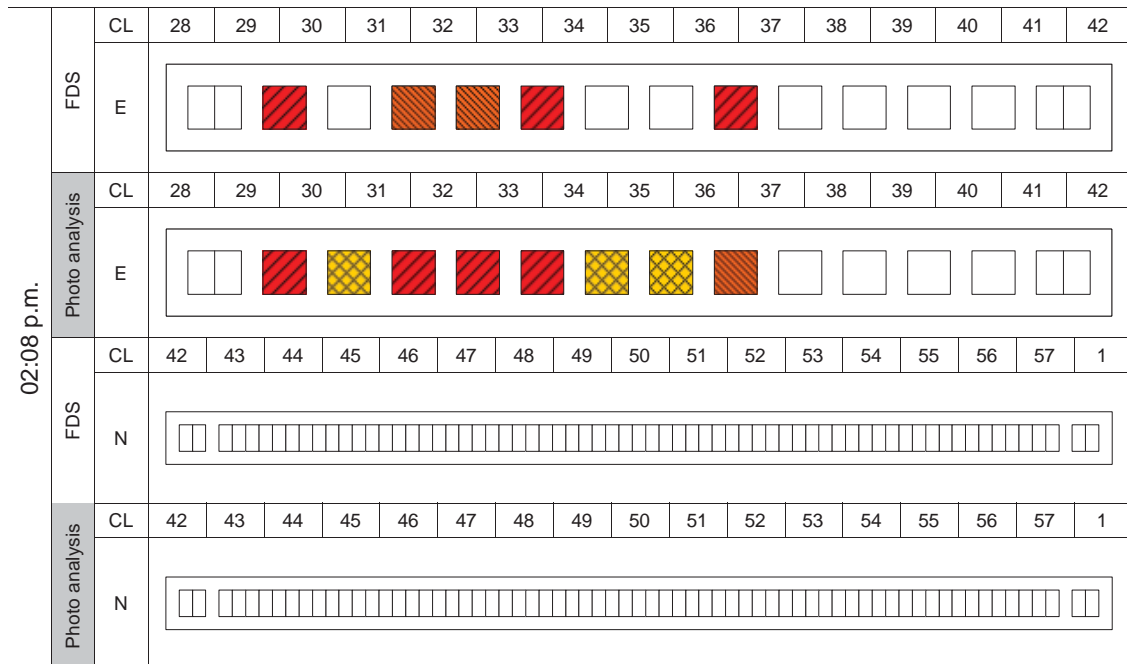 02:08 p.m.
FDS
CL 28 29 30 31 32 33 34 35 36 37 38 39 40 41 42
E
Photo analysis
CL 28 29 30 31 32 33 34 35 36 37 38 39 40 41 42
E
FDS
CL 42 43 44 45 46 47 48 49 50 51 52 53 54 55 56 57 1
N
Photo analysis
CL 42 43 44 45 46 47 48 49 50 51 52 53 54 55 56 57 1
N